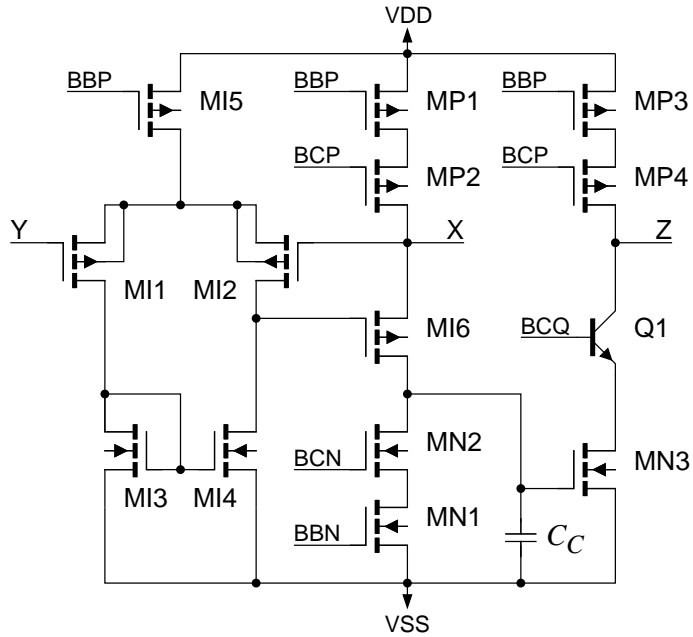 VDD
BBP MI5 BBP MP1 BBP MP3
BCP MP2 BCP MP4
Y MI1 MI2 X Z
MI6 BCQ Q1
MI3 MI4 BCN MN2 MN3
BBN MN1 C_C
VSS